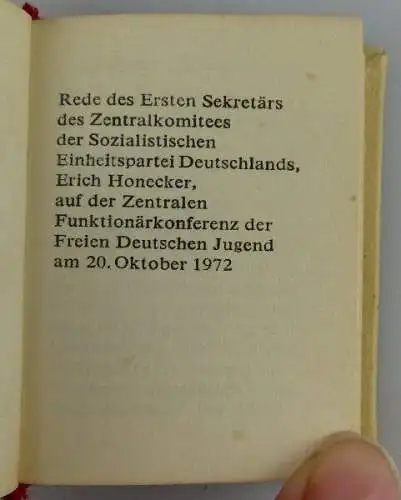 Rede des Ersten Sekretärs
des Zentralkomitees
der Sozialistischen
Einheitspartei Deutschlands,
Erich Honecker,
auf der Zentralen
Funktionärkonferenz der
Freien Deutschen Jugend
am 20. Oktober 1972